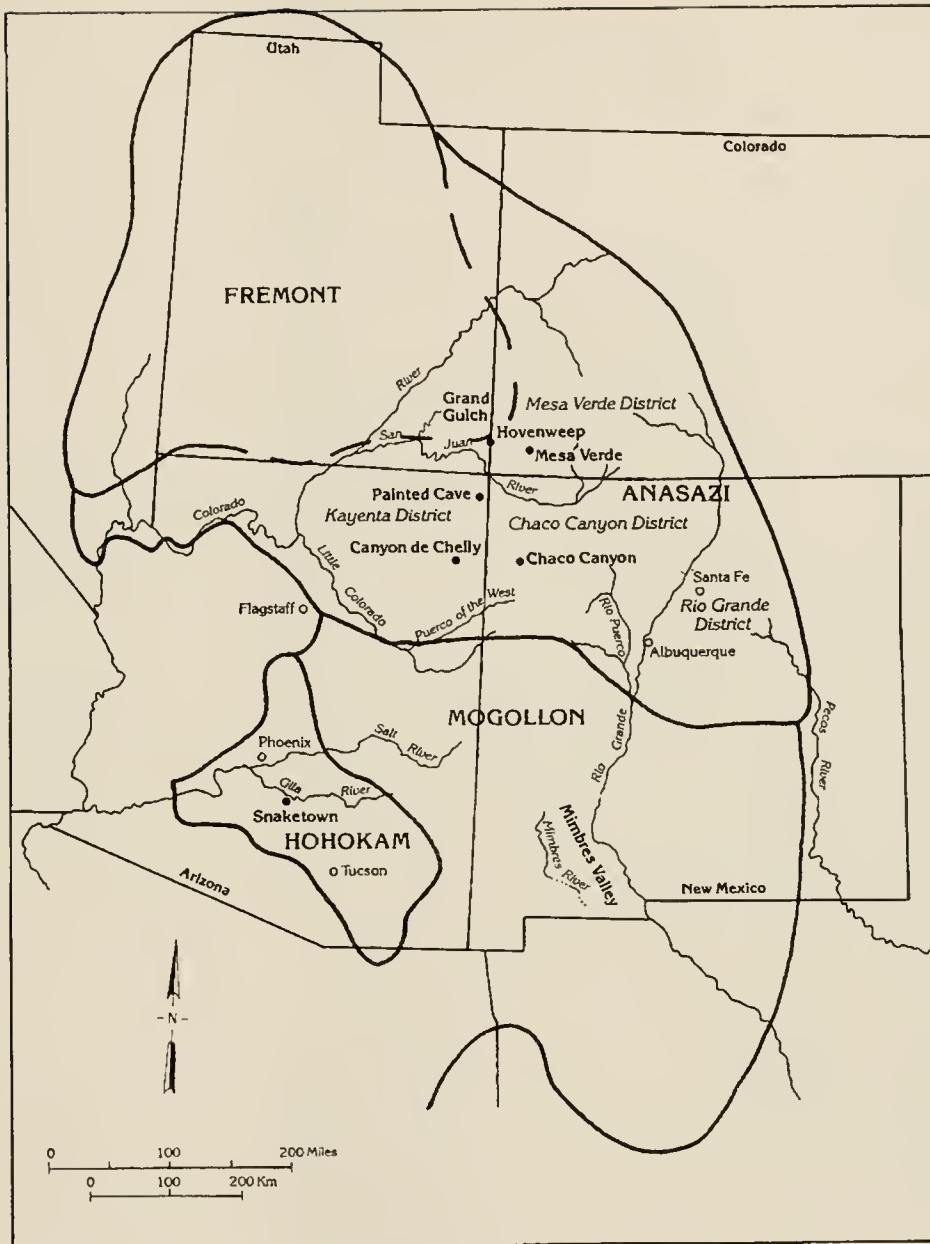 Utah
Colorado
FREMONT
River
Grand
Gulch
Mesa Verde District
San
Juan
Hovenweep
Mesa Verde
River
ANASAZI
Painted Cave
Kayenta District
Chaco Canyon District
Colorado
Canyon de Chelly
Chaco Canyon
Little
Colorado
Santa Fe
Flagstaff
Puerco of the West
Rio Puerco
Rio Grande
District
Albuquerque
MOGOLLON
Pecos
River
Rio Grande
Phoenix
Salt
River
Gila
River
Snaketown
HOHOKAM
Mimbres River
Mimbres Valley
Tucson
Arizona
New Mexico
-N-
0 100 200 Miles
0 100 200 Km